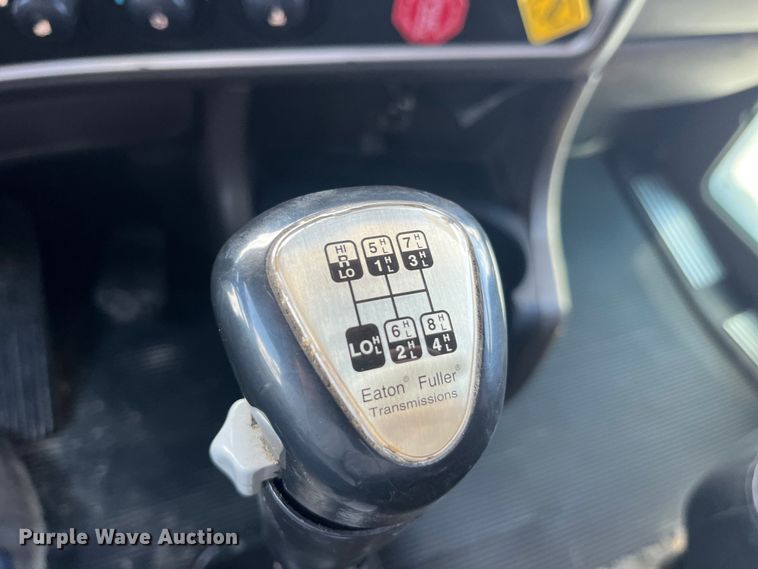 HI
R
LO
5 H L
1 H L
7 H L
3 H L
LO H L
6 H L
2 H L
8 H L
4 H L
Eaton® Fuller®
Transmissions
Purple Wave Auction